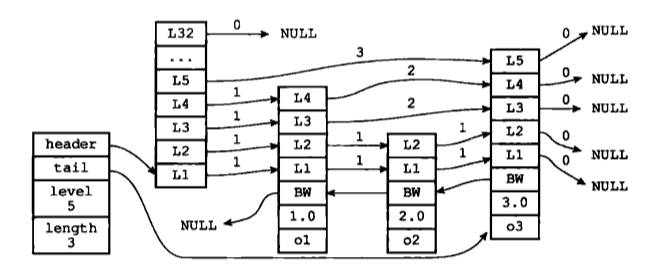 L32
0
NULL
...
L5
3
L4
1
L3
1
L2
1
L1
1
header
tail
level
5
length
3
L4
2
L3
2
L2
1
L1
1
BW
1.0
o1
NULL
L2
1
L1
1
BW
2.0
o2
L5
0
NULL
L4
0
NULL
L3
0
NULL
L2
0
NULL
L1
0
NULL
BW
3.0
o3